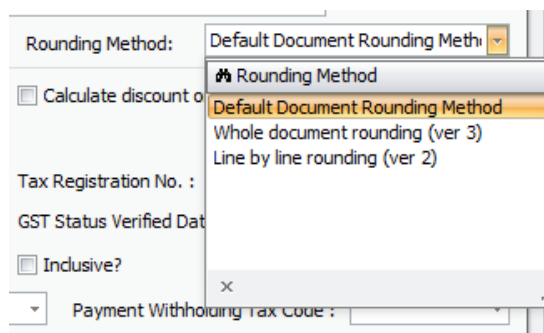 Rounding Method:
Default Document Rounding Meth
Rounding Method
Calculate discount o
Default Document Rounding Method
Whole document rounding (ver 3)
Line by line rounding (ver 2)
Tax Registration No. :
GST Status Verified Dat
Inclusive?
Payment Withholding Tax Code :